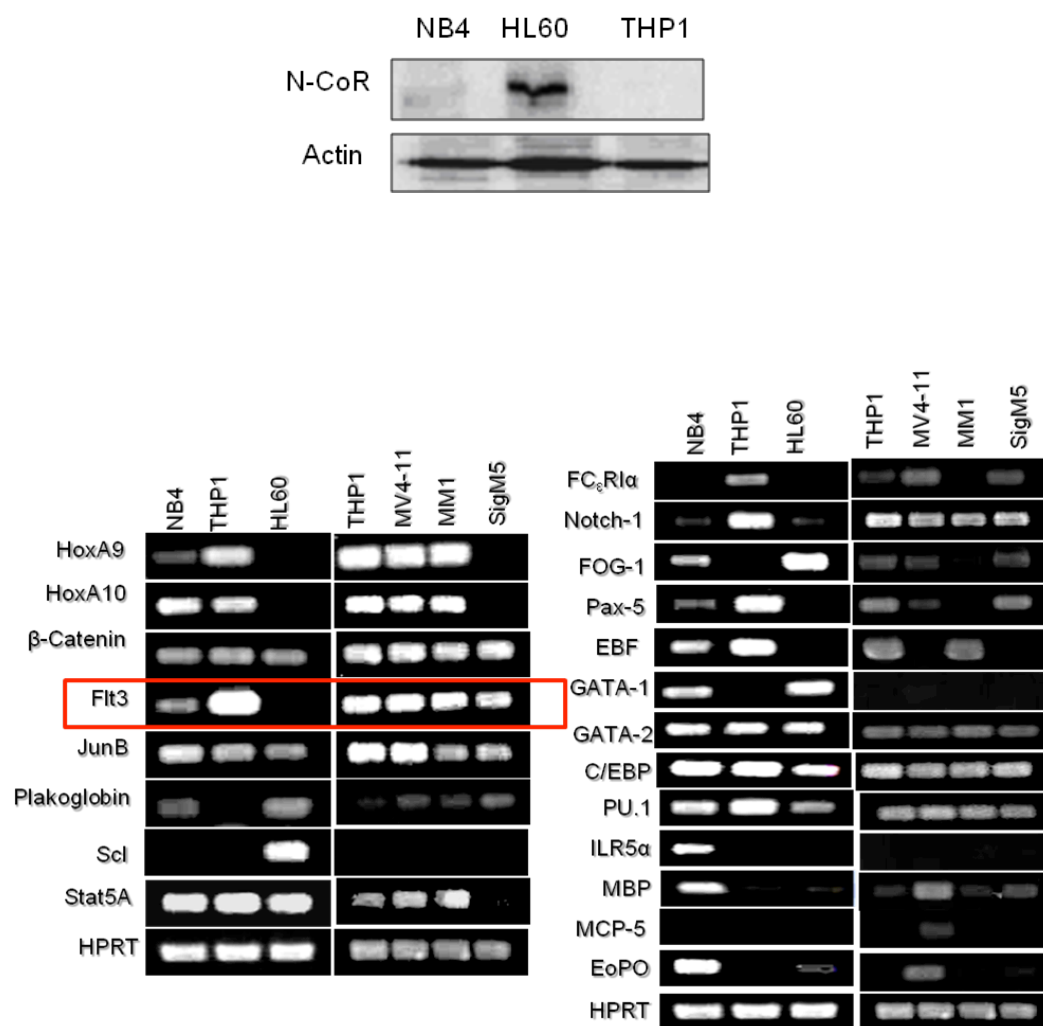 NB4 HL60 THP1
N-CoR
Actin
NB4 THP1 HL60 THP1 MV4-11 MM1 SigM5
HoxA9
HoxA10
β-Catenin
Flt3
JunB
Plakoglobin
Scl
Stat5A
HPRT
NB4 THP1 HL60 THP1 MV4-11 MM1 SigM5
FCεRIα
Notch-1
FOG-1
Pax-5
EBF
GATA-1
GATA-2
C/EBP
PU.1
ILR5α
MBP
MCP-5
EoPO
HPRT